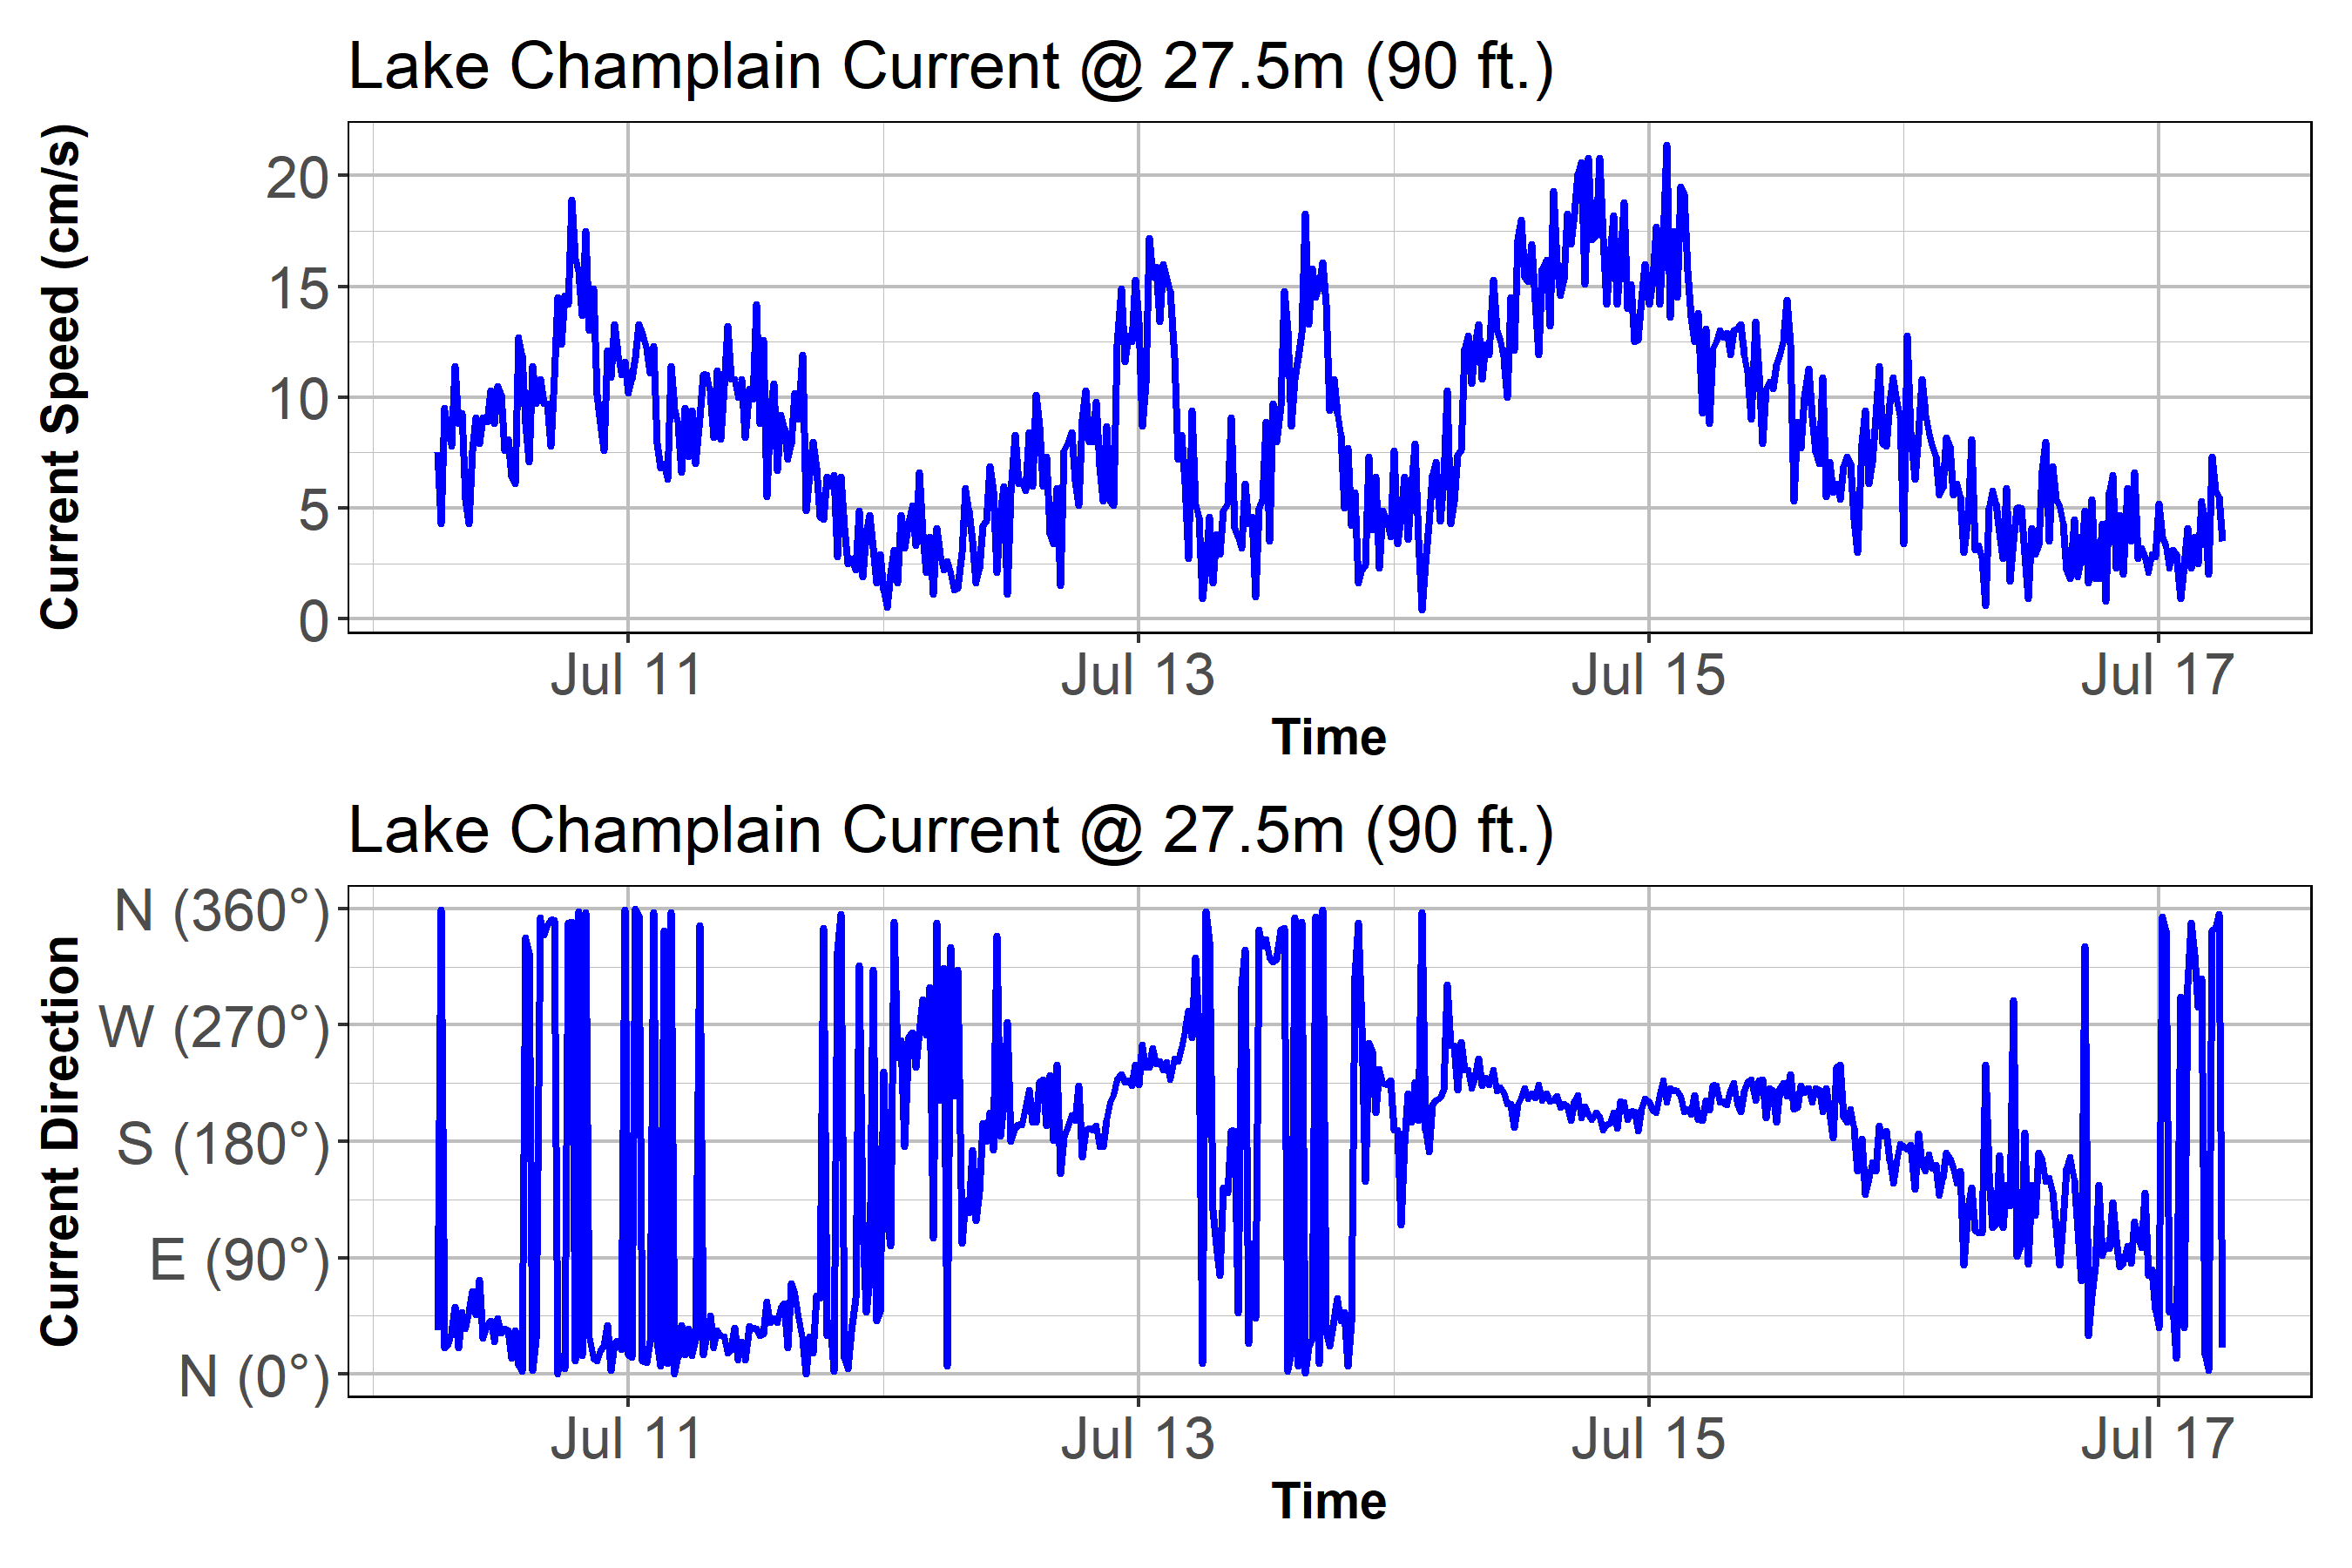 Lake Champlain Current @ 27.5m (90 ft.)
Current Speed (cm/s)
20
15
10
5
0
Jul 11 Jul 13 Jul 15 Jul 17
Time
Lake Champlain Current @ 27.5m (90 ft.)
Current Direction
N (360°)
W (270°)
S (180°)
E (90°)
N (0°)
Jul 11 Jul 13 Jul 15 Jul 17
Time